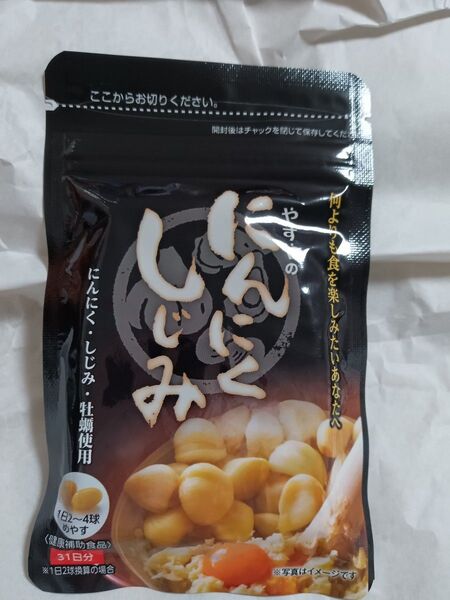 ここからお切りください。
開封後はチャックを閉じて保存してくだ
何よりも食を楽しみたいあなたへ
やず
の
にんにく
しじみ
にんにく・しじみ・牡蠣使用
1日2~4球
めやす
〈健康補助食品〉
31日分
※1日2球換算の場合
※写真はイメージです